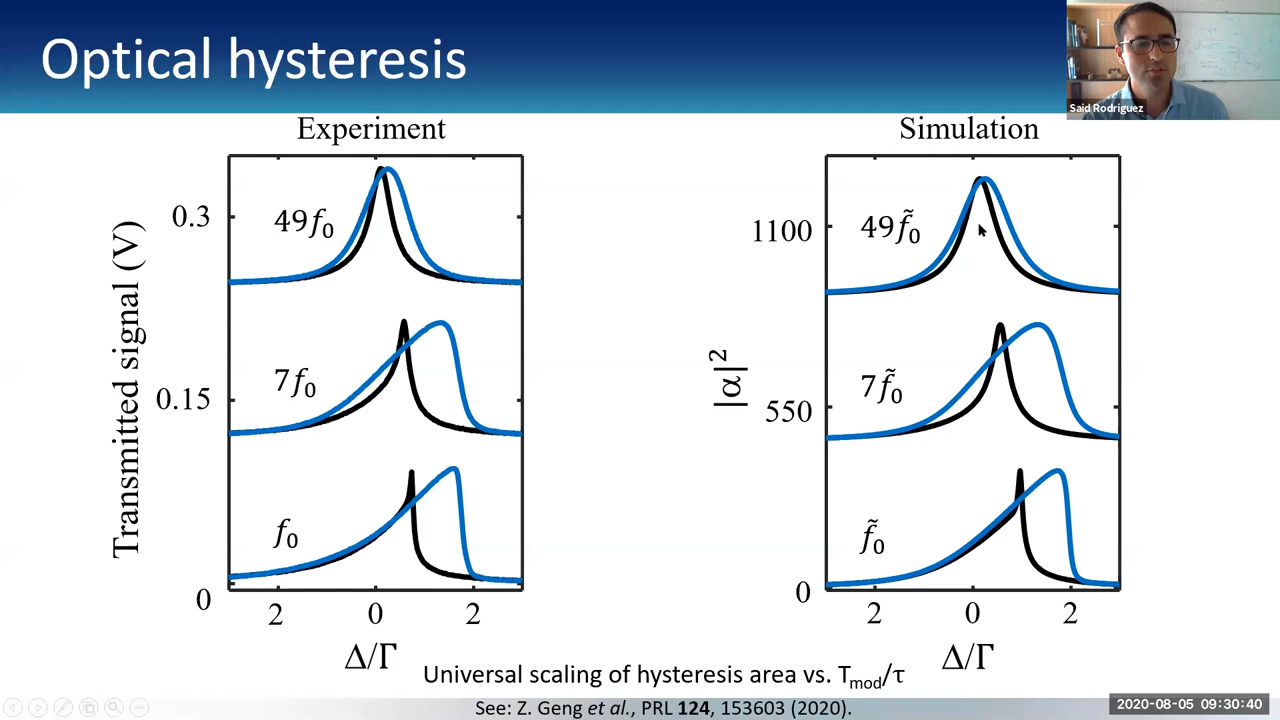 Optical hysteresis
Said Rodriguez
Experiment
Transmitted signal (V)
0.3
0.15
0
49f₀
7f₀
f₀
2 0 2
Δ/Γ
Simulation
|α|²
1100
550
0
49f̃₀
7f̃₀
f̃₀
2 0 2
Δ/Γ
Universal scaling of hysteresis area vs. Tmod/τ
See: Z. Geng et al., PRL 124, 153603 (2020).
2020-08-05 09:30:40